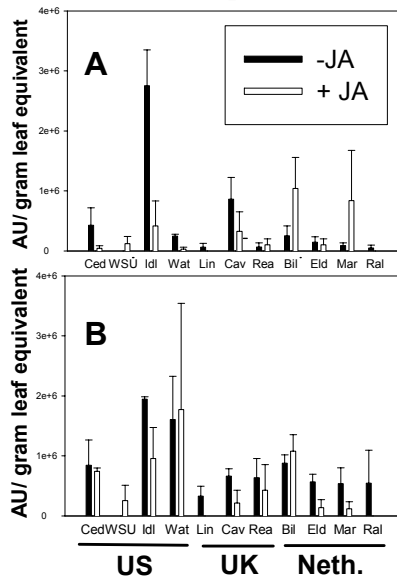 A
-JA
+ JA
AU/ gram leaf equivalent
4e+6
3e+6
2e+6
1e+6
0
Ced WSU Idl Wat Lin Cav Rea Bil Eld Mar Ral
B
AU/ gram leaf equivalent
4e+6
3e+6
2e+6
1e+6
0
Ced WSU Idl Wat Lin Cav Rea Bil Eld Mar Ral
US UK Neth.